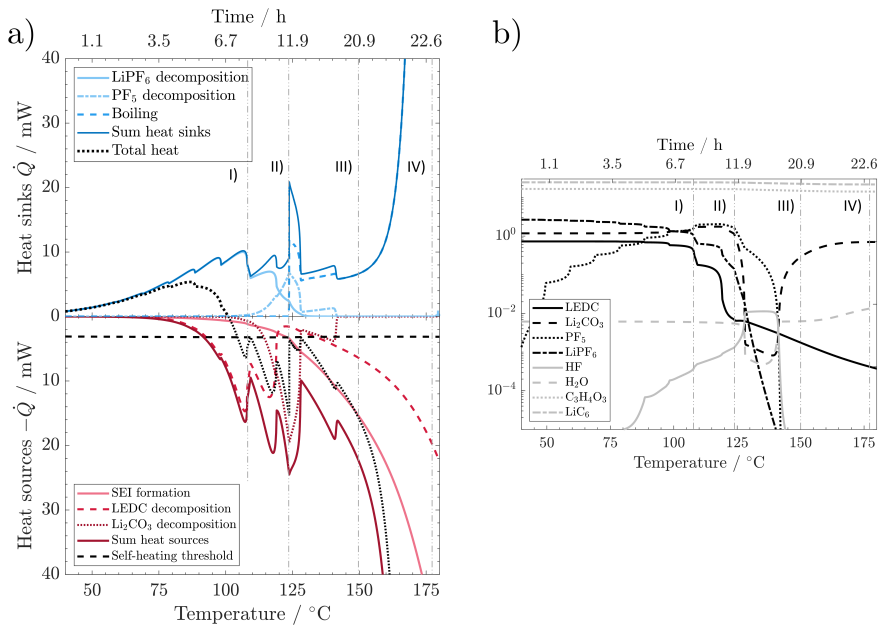 a)
Time / h
1.1 3.5 6.7 11.9 20.9 22.6
40
30
20
10
0
10
20
30
40
Heat sinks Q̇ / mW
Heat sources −Q̇ / mW
LiPF6 decomposition
PF5 decomposition
Boiling
Sum heat sinks
Total heat
I) II) III) IV)
SEI formation
LEDC decomposition
Li2CO3 decomposition
Sum heat sources
Self-heating threshold
50 75 100 125 150 175
Temperature / °C
b)
Time / h
1.1 3.5 6.7 11.9 20.9 22.6
I) II) III) IV)
10^0
10^−2
10^−4
LEDC
Li2CO3
PF5
LiPF6
HF
H2O
C3H4O3
LiC6
50 75 100 125 150 175
Temperature / °C